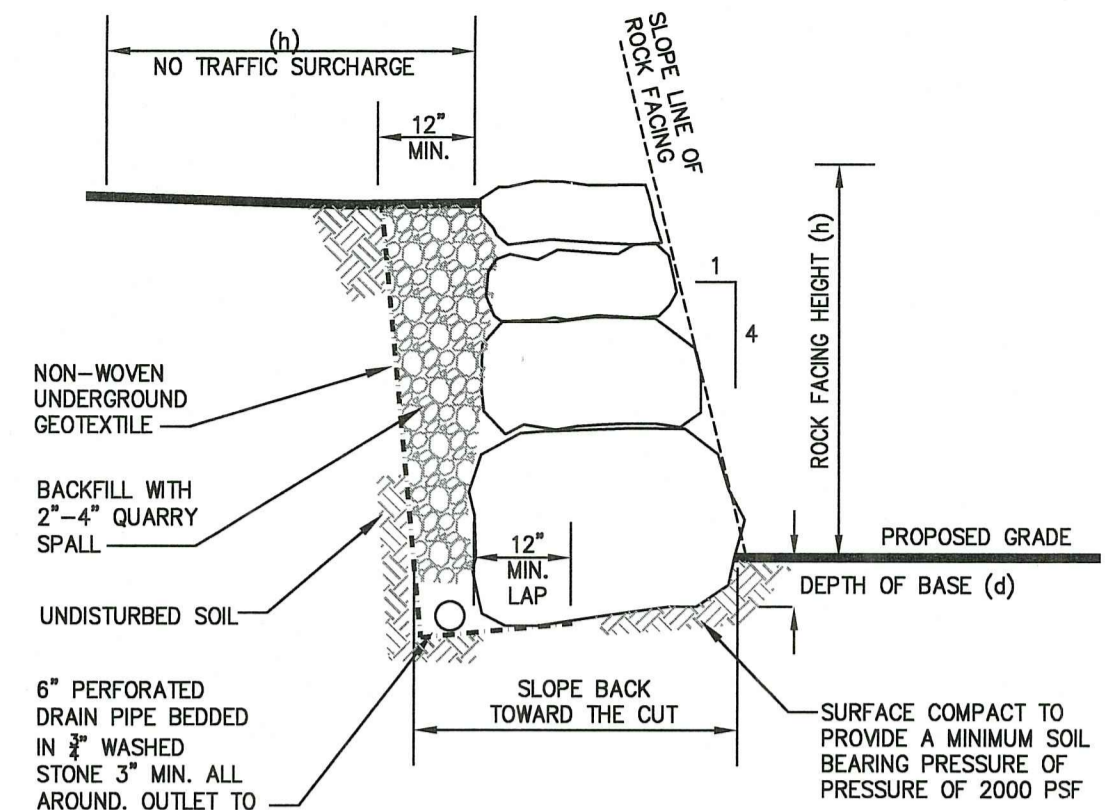 (h)
NO TRAFFIC SURCHARGE
12"
MIN.
SLOPE LINE OF
ROCK FACING
1
4
ROCK FACING HEIGHT (h)
NON-WOVEN
UNDERGROUND
GEOTEXTILE
BACKFILL WITH
2"-4" QUARRY
SPALL
UNDISTURBED SOIL
12"
MIN.
LAP
PROPOSED GRADE
DEPTH OF BASE (d)
6" PERFORATED
DRAIN PIPE BEDDED
IN 3/4" WASHED
STONE 3" MIN. ALL
AROUND. OUTLET TO
SLOPE BACK
TOWARD THE CUT
SURFACE COMPACT TO
PROVIDE A MINIMUM SOIL
BEARING PRESSURE OF
PRESSURE OF 2000 PSF